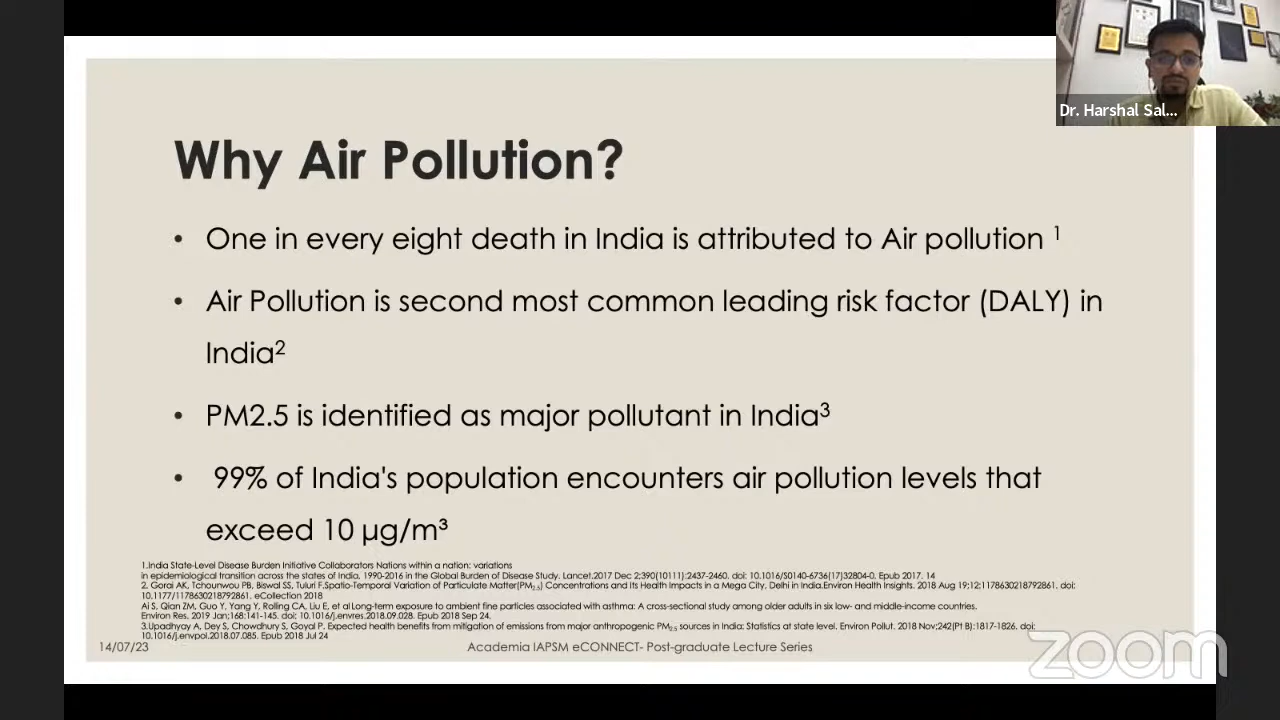 Dr. Harshal Sal...
Why Air Pollution?
• One in every eight death in India is attributed to Air pollution ¹
• Air Pollution is second most common leading risk factor (DALY) in
India²
• PM2.5 is identified as major pollutant in India³
• 99% of India's population encounters air pollution levels that
exceed 10 µg/m³
1.India State-Level Disease Burden Initiative Collaborators Nations within a nation: variations
in epidemiological transition across the states of India, 1990-2016 in the Global Burden of Disease Study. Lancet.2017 Dec 2;390(10111):2437-2460. doi: 10.1016/S0140-6736(17)32804-0. Epub 2017. 14
2. Gorai AK, Tchounwou PB, Biswal SS, Tuluri F.Spatio-Temporal Variation of Particulate Matter(PM₂.₅) Concentrations and Its Health Impacts in a Mega City, Delhi in India.Environ Health Insights. 2018 Aug 19;12:1178630218792861. doi:
10.1177/1178630218792861. eCollection 2018
Ai S, Qian ZM, Guo Y, Yang Y, Rolling CA, Liu E, et al Long-term exposure to ambient fine particles associated with asthma: A cross-sectional study among older adults in six low- and middle-income countries.
Environ Res. 2019 Jan;168:141-145. doi: 10.1016/j.envres.2018.09.028. Epub 2018 Sep 24.
3.Upadhyay A, Dey S, Chowdhury S, Goyal P. Expected health benefits from mitigation of emissions from major anthropogenic PM₂.₅ sources in India: Statistics at state level. Environ Pollut. 2018 Nov;242(Pt B):1817-1826. doi:
10.1016/j.envpol.2018.07.085. Epub 2018 Jul 24
14/07/23
Academia IAPSM eCONNECT- Post-graduate Lecture Series
zoom